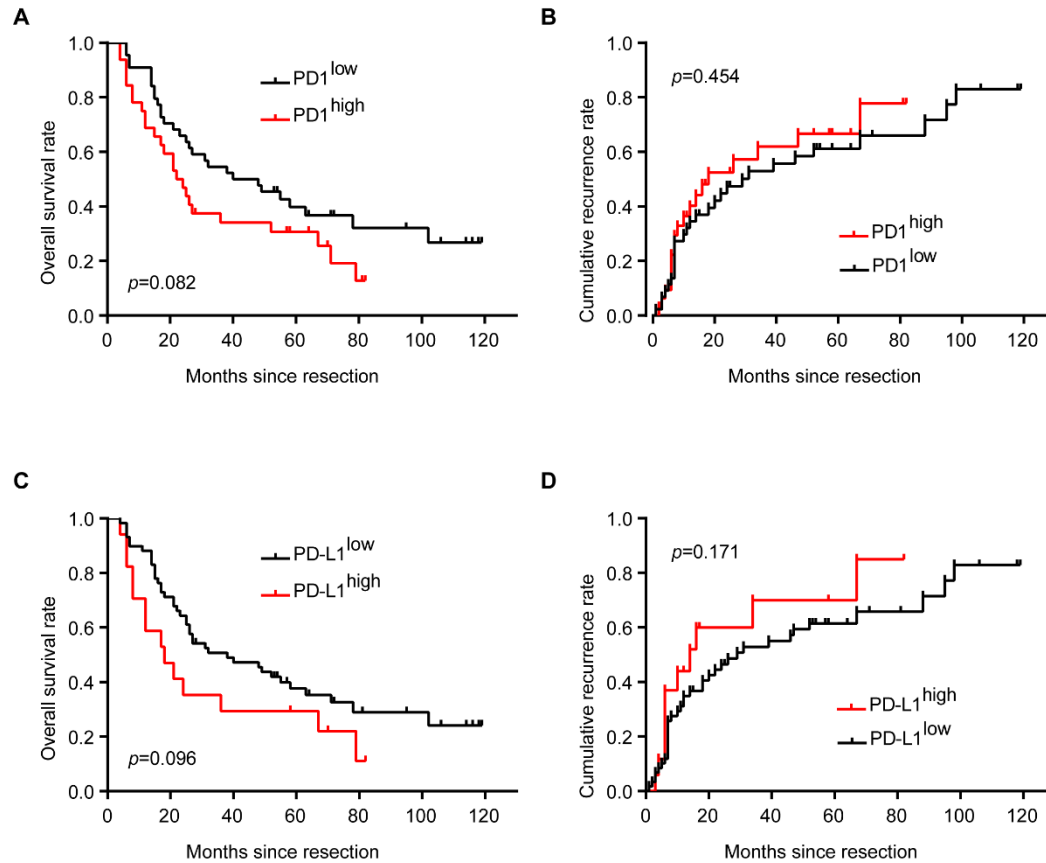 A
Overall survival rate
1.0
0.8
0.6
0.4
0.2
0.0
PD1low
PD1high
p=0.082
0 20 40 60 80 100 120
Months since resection
B
Cumulative recurrence rate
1.0
0.8
0.6
0.4
0.2
0.0
p=0.454
PD1high
PD1low
0 20 40 60 80 100 120
Months since resection
C
Overall survival rate
1.0
0.8
0.6
0.4
0.2
0.0
PD-L1low
PD-L1high
p=0.096
0 20 40 60 80 100 120
Months since resection
D
Cumulative recurrence rate
1.0
0.8
0.6
0.4
0.2
0.0
p=0.171
PD-L1high
PD-L1low
0 20 40 60 80 100 120
Months since resection